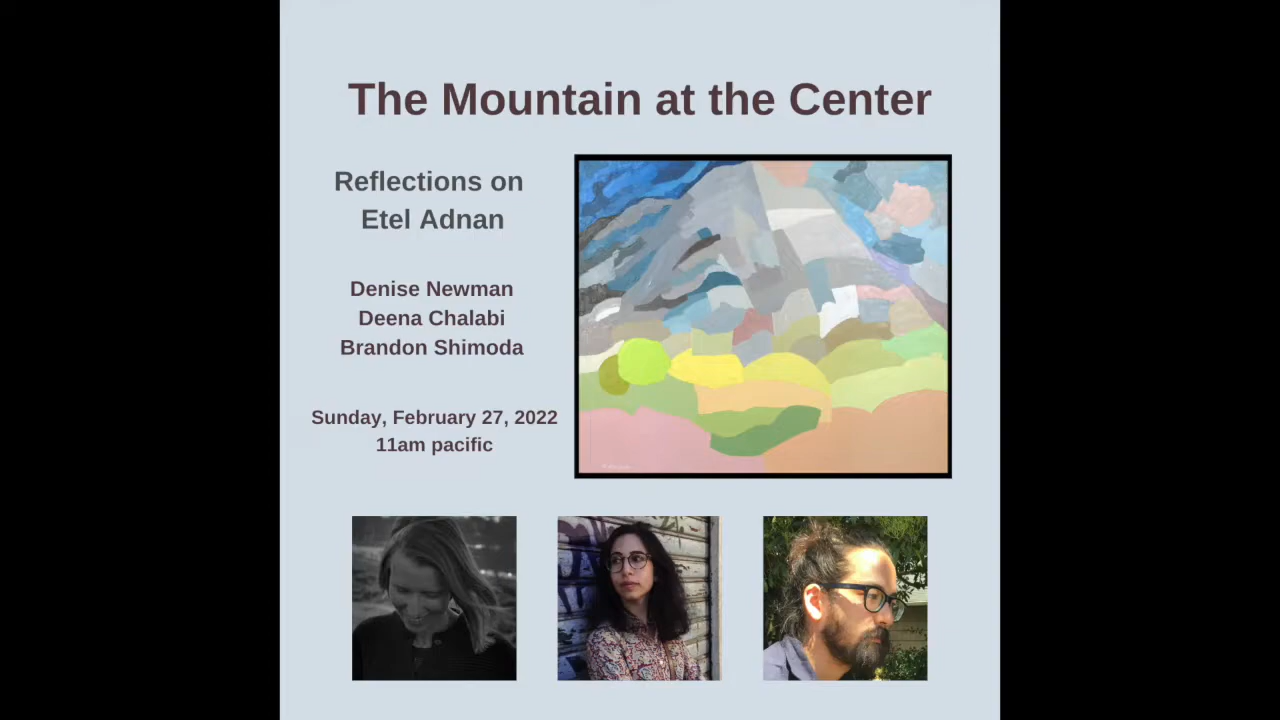 The Mountain at the Center
Reflections on
Etel Adnan
Denise Newman
Deena Chalabi
Brandon Shimoda
Sunday, February 27, 2022
11am pacific